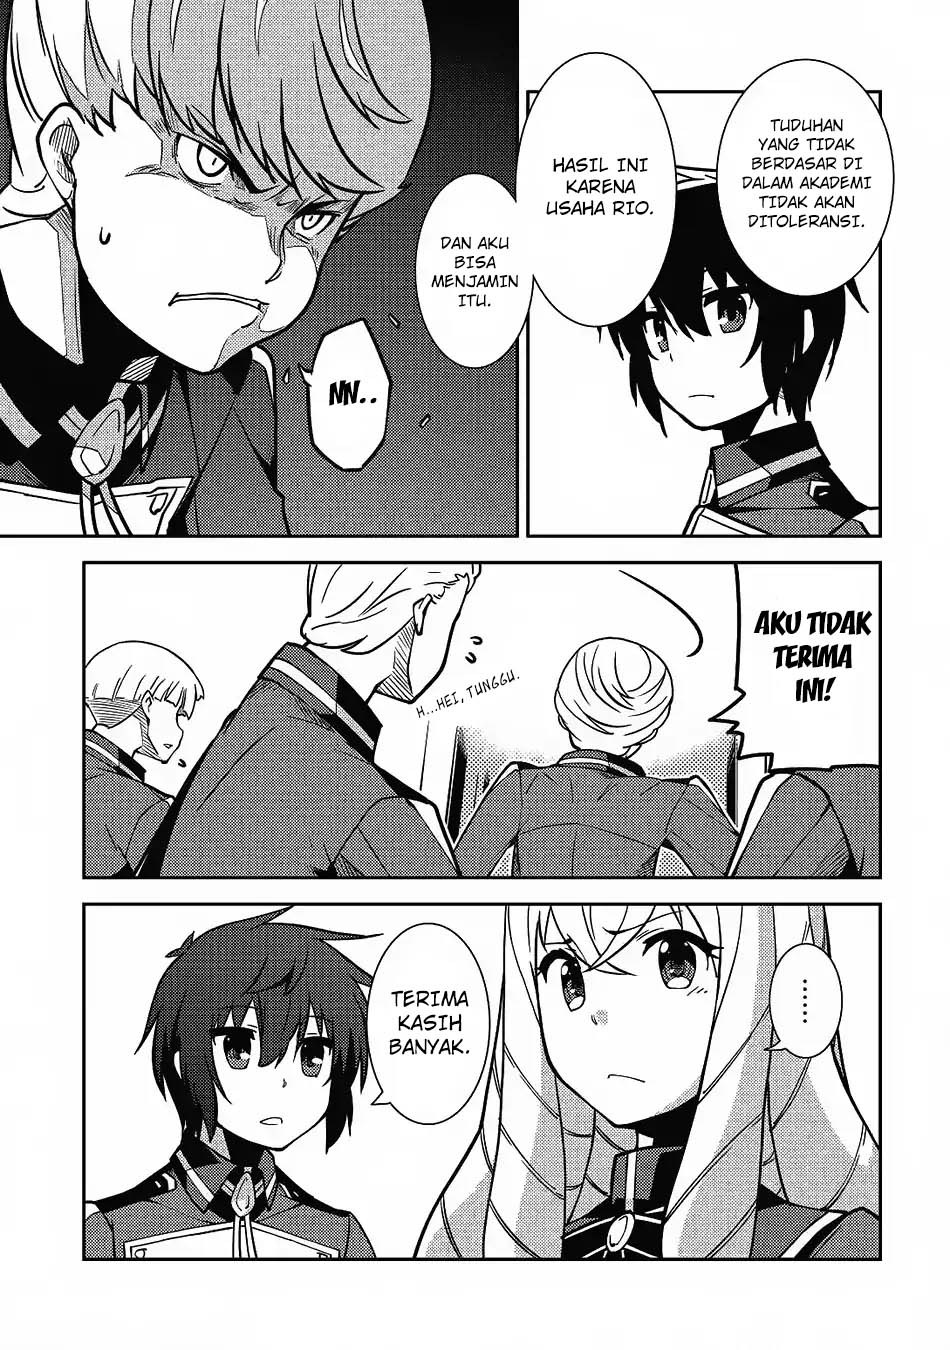 TUDUHAN
YANG TIDAK
BERDASAR DI
DALAM AKADEMI
TIDAK AKAN
DITOLERANSI.
HASIL INI
KARENA
USAHA RIO.
DAN AKU
BISA
MENJAMIN
ITU.
NN..
AKU TIDAK
TERIMA
INI!
H...HEI, TUNGGU.
........
TERIMA
KASIH
BANYAK.